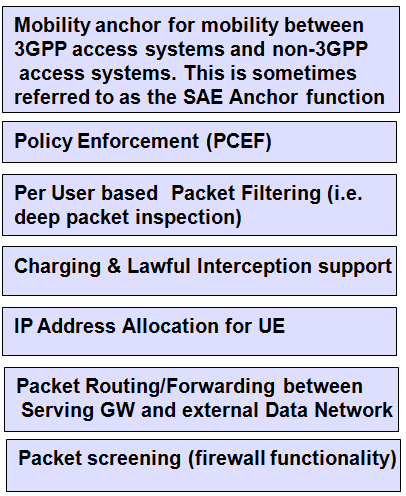 Mobility anchor for mobility between
3GPP access systems and non-3GPP
access systems. This is sometimes
referred to as the SAE Anchor function
Policy Enforcement (PCEF)
Per User based Packet Filtering (i.e.
deep packet inspection)
Charging & Lawful Interception support
IP Address Allocation for UE
Packet Routing/Forwarding between
Serving GW and external Data Network
Packet screening (firewall functionality)